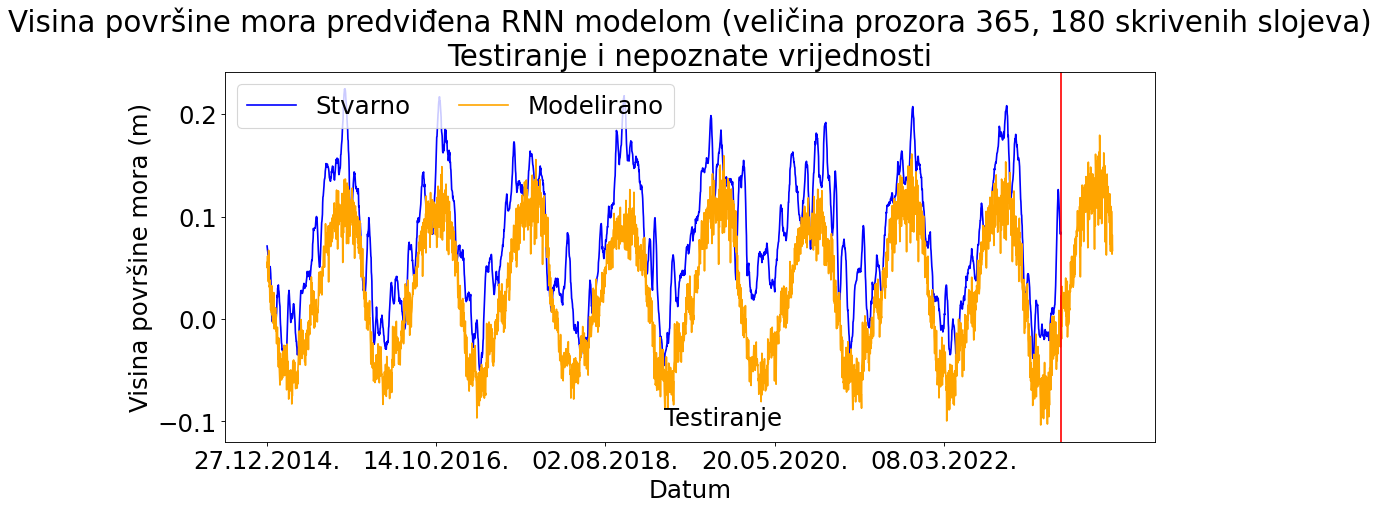 Visina površine mora predviđena RNN modelom (veličina prozora 365, 180 skrivenih slojeva)
Testiranje i nepoznate vrijednosti
Stvarno Modelirano
Visina površine mora (m)
0.2
0.1
0.0
−0.1
Testiranje
27.12.2014. 14.10.2016. 02.08.2018. 20.05.2020. 08.03.2022.
Datum